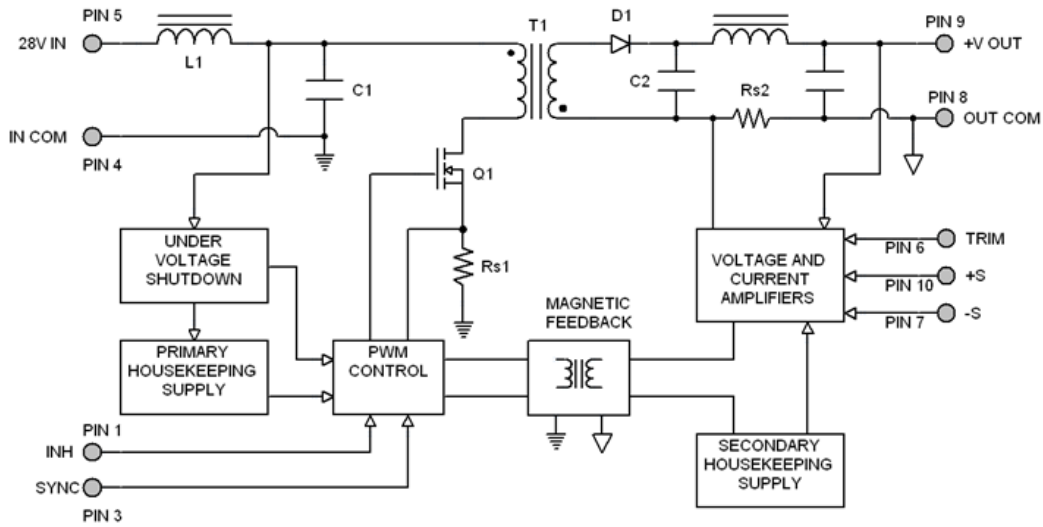 PIN 5
28V IN
L1
C1
IN COM
PIN 4
T1
D1
C2
Rs2
PIN 9
+V OUT
PIN 8
OUT COM
Q1
Rs1
UNDER
VOLTAGE
SHUTDOWN
VOLTAGE AND
CURRENT
AMPLIFIERS
TRIM
PIN 6
+S
PIN 10
-S
PIN 7
MAGNETIC
FEEDBACK
PRIMARY
HOUSEKEEPING
SUPPLY
PWM
CONTROL
PIN 1
INH
SYNC
PIN 3
SECONDARY
HOUSEKEEPING
SUPPLY